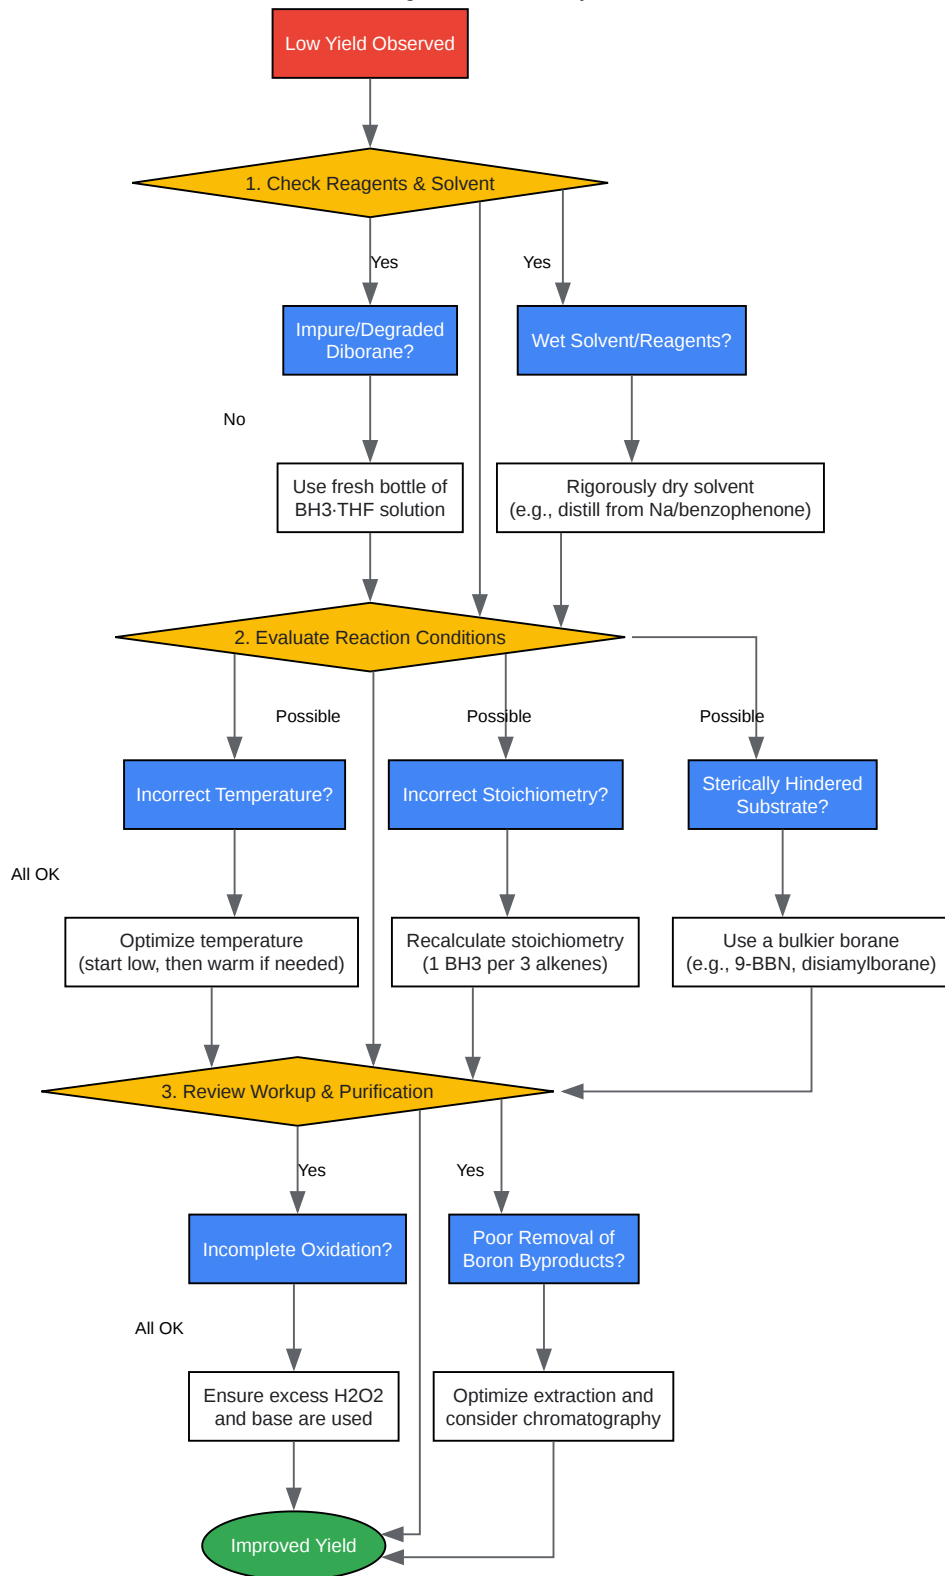 Low Yield Observed
1. Check Reagents & Solvent
Yes
Yes
Impure/Degraded
Diborane?
Wet Solvent/Reagents?
No
Use fresh bottle of
BH3·THF solution
Rigorously dry solvent
(e.g., distill from Na/benzophenone)
2. Evaluate Reaction Conditions
Possible
Possible
Possible
Incorrect Temperature?
Incorrect Stoichiometry?
Sterically Hindered
Substrate?
All OK
Optimize temperature
(start low, then warm if needed)
Recalculate stoichiometry
(1 BH3 per 3 alkenes)
Use a bulkier borane
(e.g., 9-BBN, disiamylborane)
3. Review Workup & Purification
Yes
Yes
Incomplete Oxidation?
Poor Removal of
Boron Byproducts?
All OK
Ensure excess H2O2
and base are used
Optimize extraction and
consider chromatography
Improved Yield